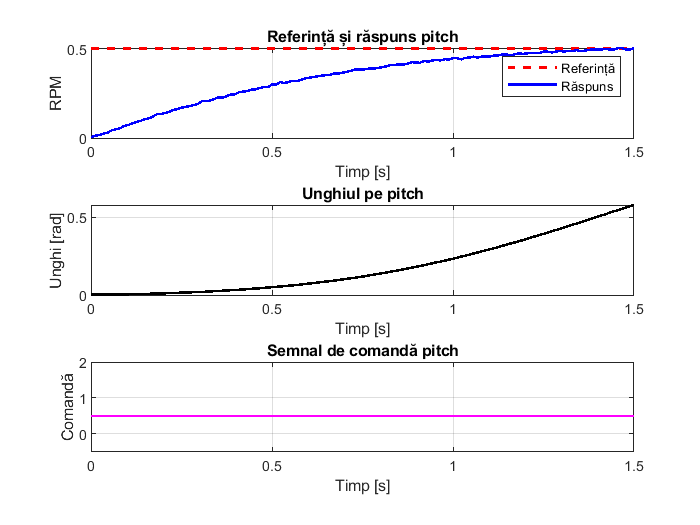 Referință și răspuns pitch
0.5
0
RPM
Referință
Răspuns
0 0.5 1 1.5
Timp [s]
Unghiul pe pitch
0.5
0
Unghi [rad]
0 0.5 1 1.5
Timp [s]
Semnal de comandă pitch
2
1
0
Comandă
0 0.5 1 1.5
Timp [s]